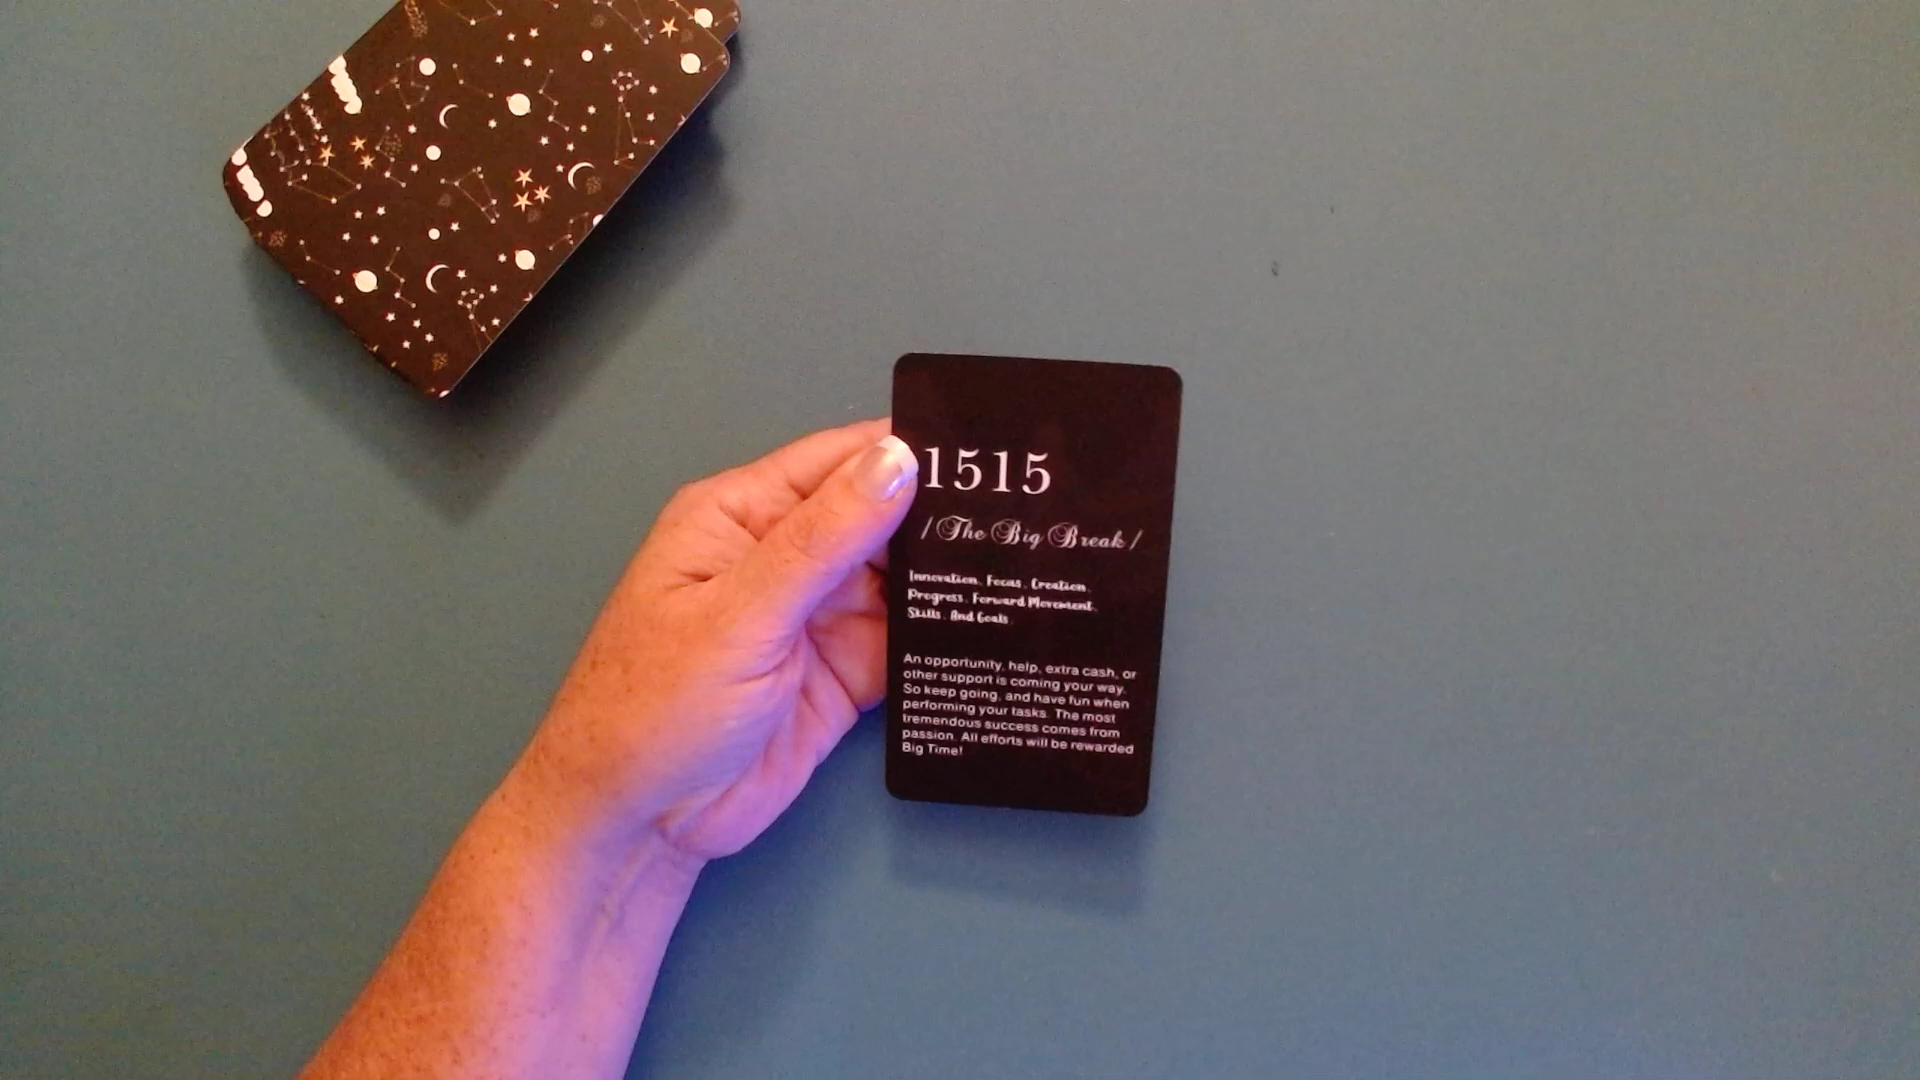 1515
/ The Big Break /
Innovation. Focus. Creation.
Progress. Forward Movement.
Skills. And Goals.
An opportunity, help, extra cash, or
other support is coming your way.
So keep going, and have fun when
performing your tasks. The most
tremendous success comes from
passion. All efforts will be rewarded
Big Time!